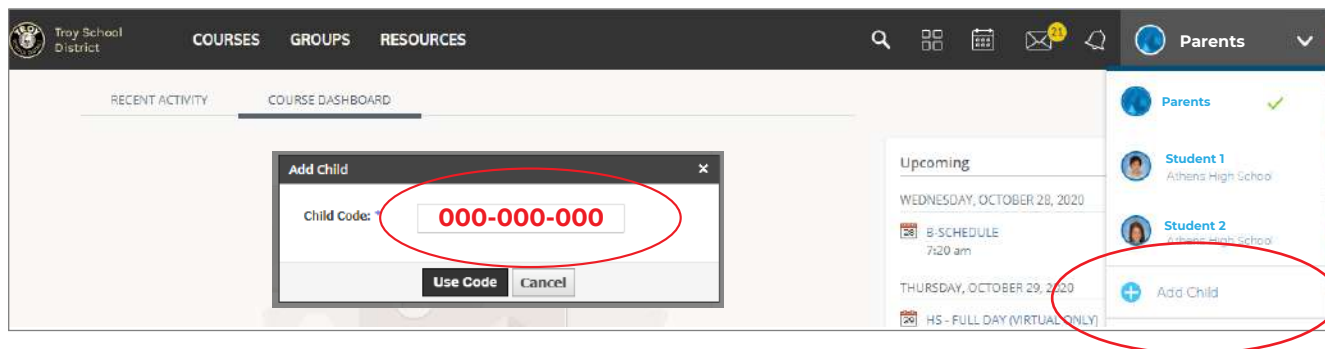 Troy School
District
COURSES GROUPS RESOURCES
21
Parents
RECENT ACTIVITY COURSE DASHBOARD
Parents
Student 1
Athens High School
Student 2
Athens High School
Add Child
Add Child ×
Child Code: *
000-000-000
Use Code Cancel
Upcoming
WEDNESDAY, OCTOBER 28, 2020
28 B-SCHEDULE
7:20 am
THURSDAY, OCTOBER 29, 2020
29 HS - FULL DAY (VIRTUAL ONLY)